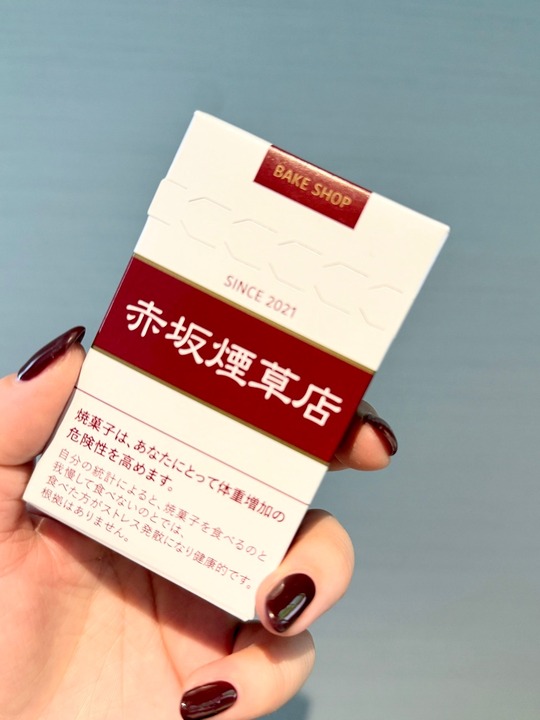 BAKE SHOP
SINCE 2021
赤坂煙草店
焼菓子は、あなたにとって体重増加の
危険性を高めます。
自分の統計によると、焼菓子を食べるのと
我慢して食べないのとでは、
食べた方がストレス発散になり健康的です。
根拠はありません。